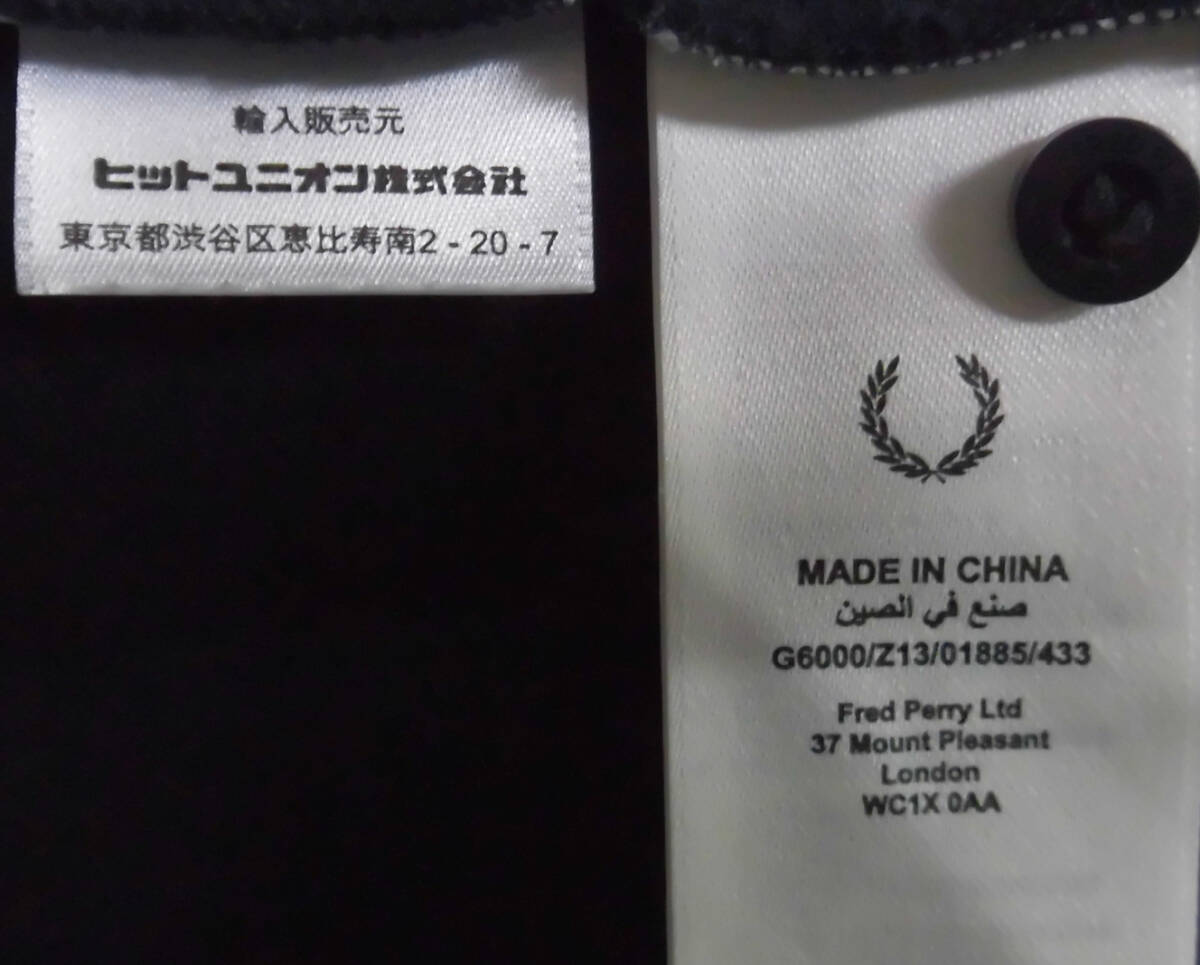 輸入販売元
ヒットユニオン株式会社
東京都渋谷区恵比寿南2-20-7
MADE IN CHINA
صنع في الصين
G6000/Z13/01885/433
Fred Perry Ltd
37 Mount Pleasant
London
WC1X 0AA